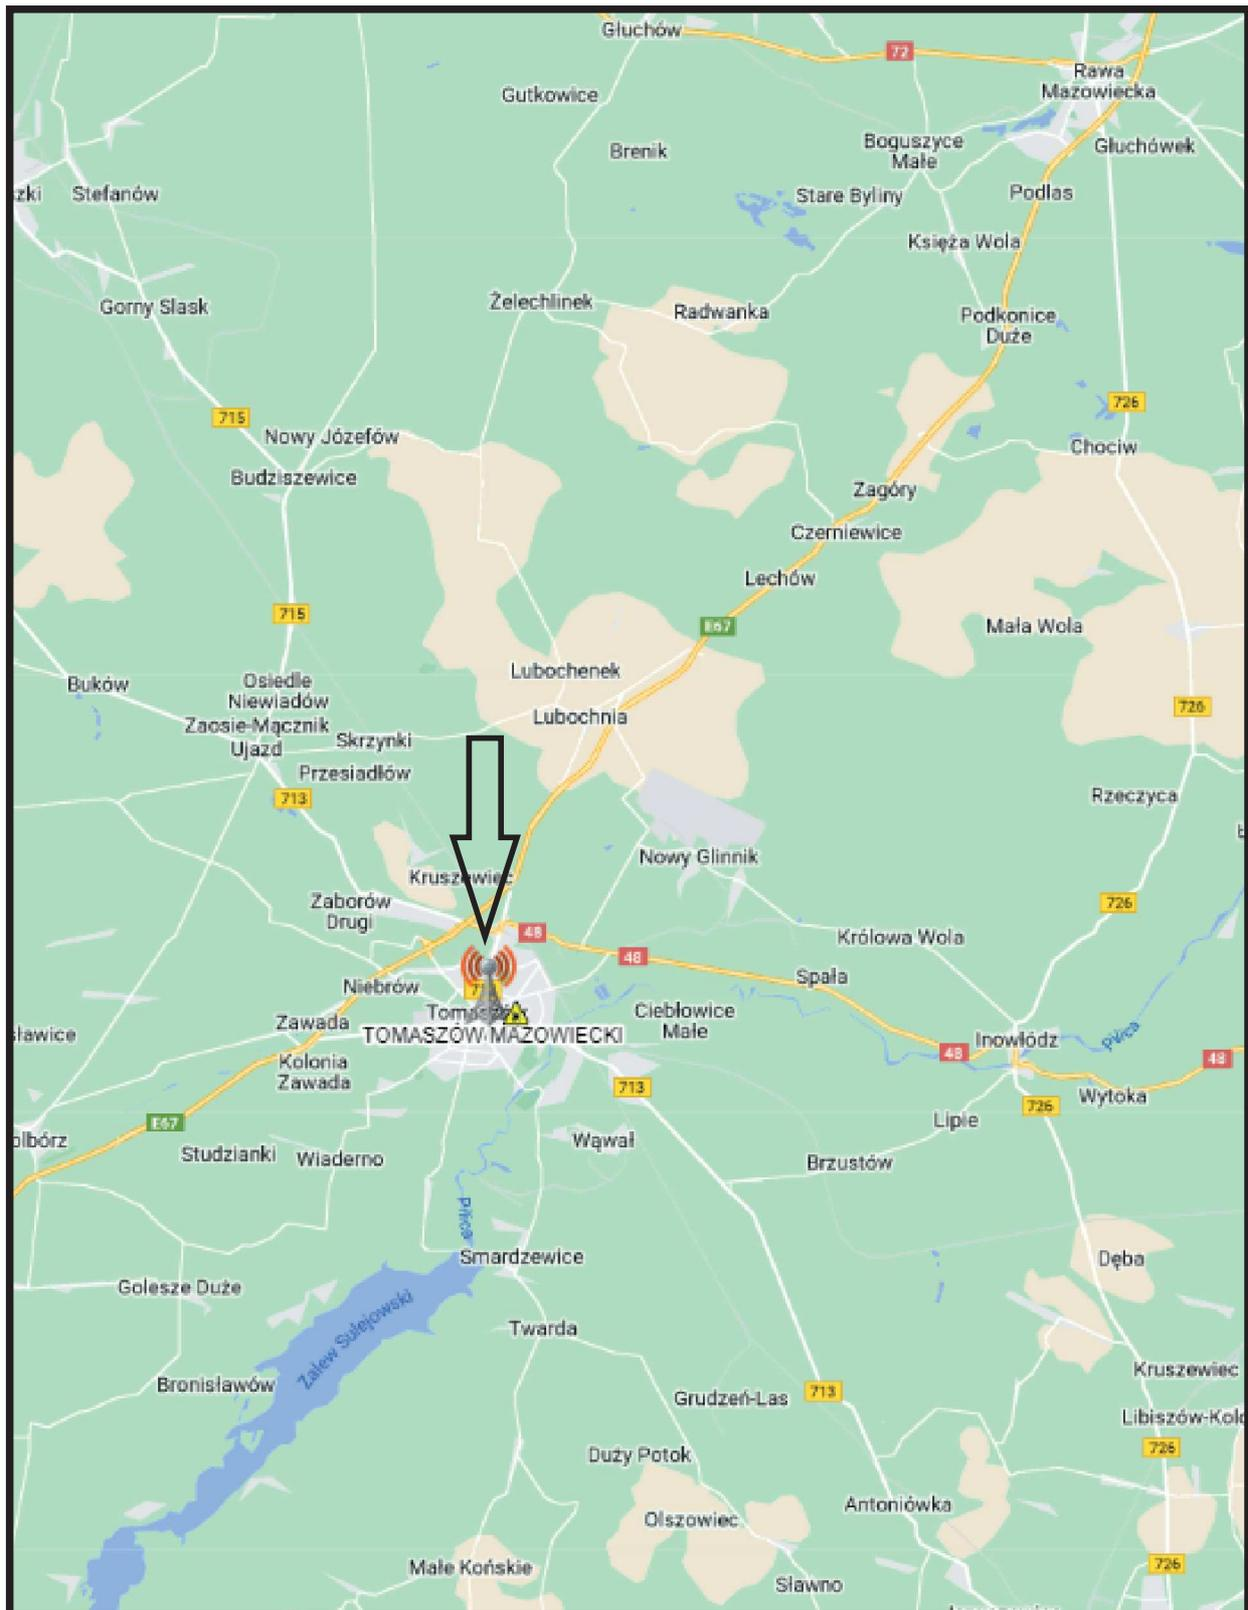 Głuchów
72
Rawa
Mazowiecka
Gutkowice
Boguszyce
Małe
Głuchówek
Brenik
Stefanów
Stare Byliny
Podlas
Księża Wola
Żelechlinek
Gorny Slask
Radwanka
Podkonice
Duże
726
715
Nowy Józefów
Chociw
Budziszewice
Zagóry
Czerniewice
Lechów
715
E67
Mała Wola
Lubochenek
Buków
Osiedle
Niewiadów
726
Lubochnia
Zaosie-Mącznik
Ujazd
Skrzynki
Przesiadłów
713
Rzeczyca
Nowy Glinnik
Kruszewiec
Zaborów
Drugi
726
48
Królowa Wola
48
Spała
Niebrów
Ciebłowice
Małe
Zawada
TOMASZÓW MAZOWIECKI
Pilica
Inowłódz
48
48
Kolonia
Zawada
713
Wytoka
726
E67
Lipie
Wąwał
Studzianki
Wiaderno
Brzustów
Pilica
Smardzewice
Dęba
Golesze Duże
Zalew Sulejowski
Twarda
Bronisławów
Kruszewiec
713
Grudzeń-Las
726
Duży Potok
Antoniówka
Olszowiec
Małe Końskie
726
Sławno